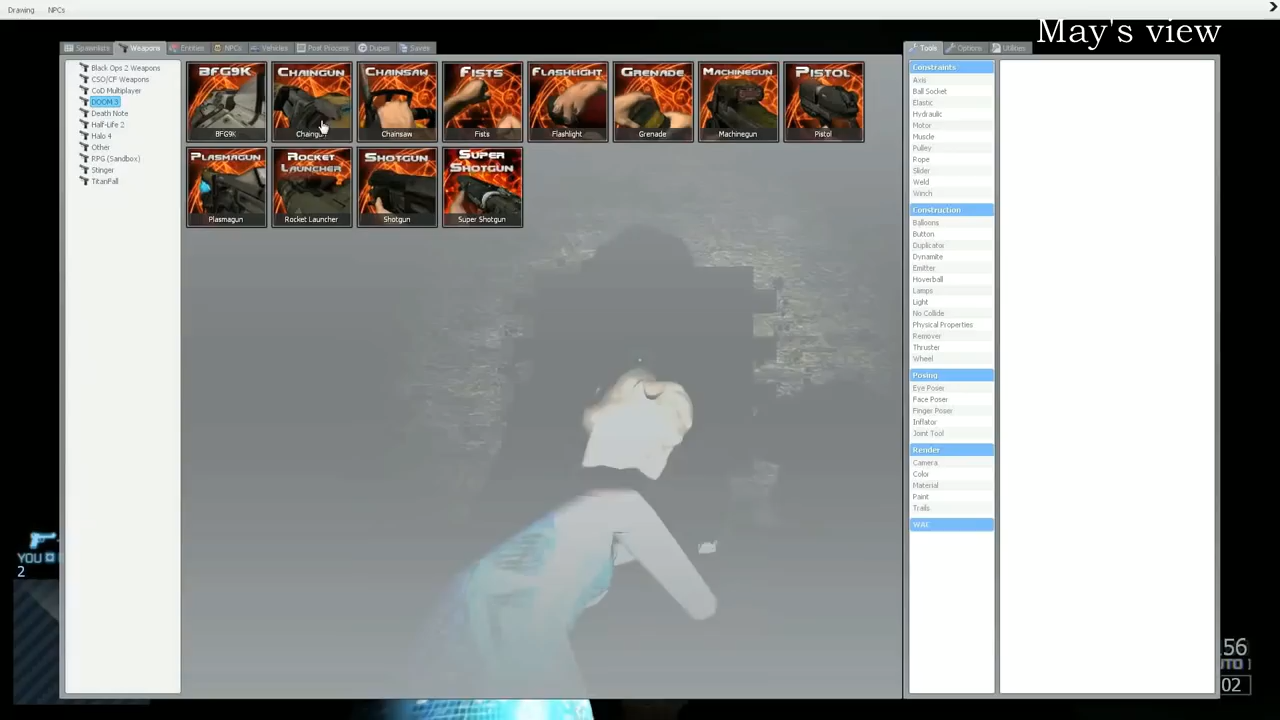 Drawing NPCs
May's view
Spawnlists Weapons Entities NPCs Vehicles Post Process Dupes Saves
Tools Options Utilities
Black Ops 2 Weapons
CSO/CF Weapons
CoD Multiplayer
DOOM 3
Death Note
Half-Life 2
Halo 4
Other
RPG (Sandbox)
Stinger
TitanFall
BFG9K CHAINGUN CHAINSAW FISTS FLASHLIGHT GRENADE MACHINEGUN PISTOL
BFG9K Chaingun Chainsaw Fists Flashlight Grenade Machinegun Pistol
PLASMAGUN ROCKET LAUNCHER SHOTGUN SUPER SHOTGUN
Plasmagun Rocket Launcher Shotgun Super Shotgun
Constraints
Axis
Ball Socket
Elastic
Hydraulic
Motor
Muscle
Pulley
Rope
Slider
Weld
Winch
Construction
Balloons
Button
Duplicator
Dynamite
Emitter
Hoverball
Lamps
Light
No Collide
Physical Properties
Remover
Thruster
Wheel
Posing
Eye Poser
Face Poser
Finger Poser
Inflator
Joint Tool
Render
Camera
Color
Material
Paint
Trails
WAC
YOU
2
56
02